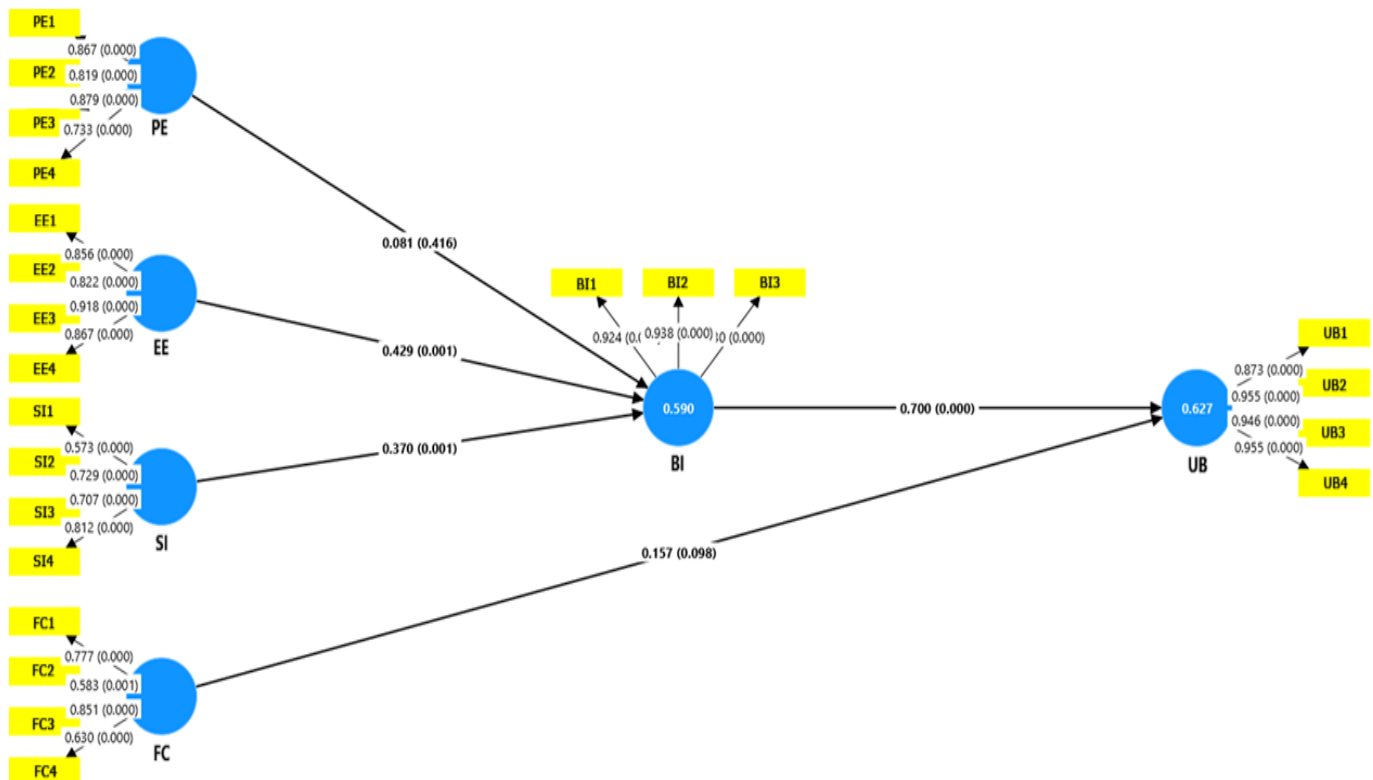 PE1
0.867 (0.000)
PE2
0.819 (0.000)
0.879 (0.000)
PE3
0.733 (0.000)
PE4
PE
EE1
0.856 (0.000)
EE2
0.822 (0.000)
0.918 (0.000)
EE3
0.867 (0.000)
EE4
EE
SI1
0.573 (0.000)
SI2
0.729 (0.000)
0.707 (0.000)
SI3
0.812 (0.000)
SI4
SI
FC1
0.777 (0.000)
FC2
0.583 (0.001)
0.851 (0.000)
FC3
0.630 (0.000)
FC4
FC
0.081 (0.416)
0.429 (0.001)
0.370 (0.001)
0.157 (0.098)
BI1 BI2 BI3
0.924 0.938 (0.000) (0.000)
0.590
BI
0.700 (0.000)
0.627
UB
UB1
0.873 (0.000)
UB2
0.955 (0.000)
0.946 (0.000)
UB3
0.955 (0.000)
UB4